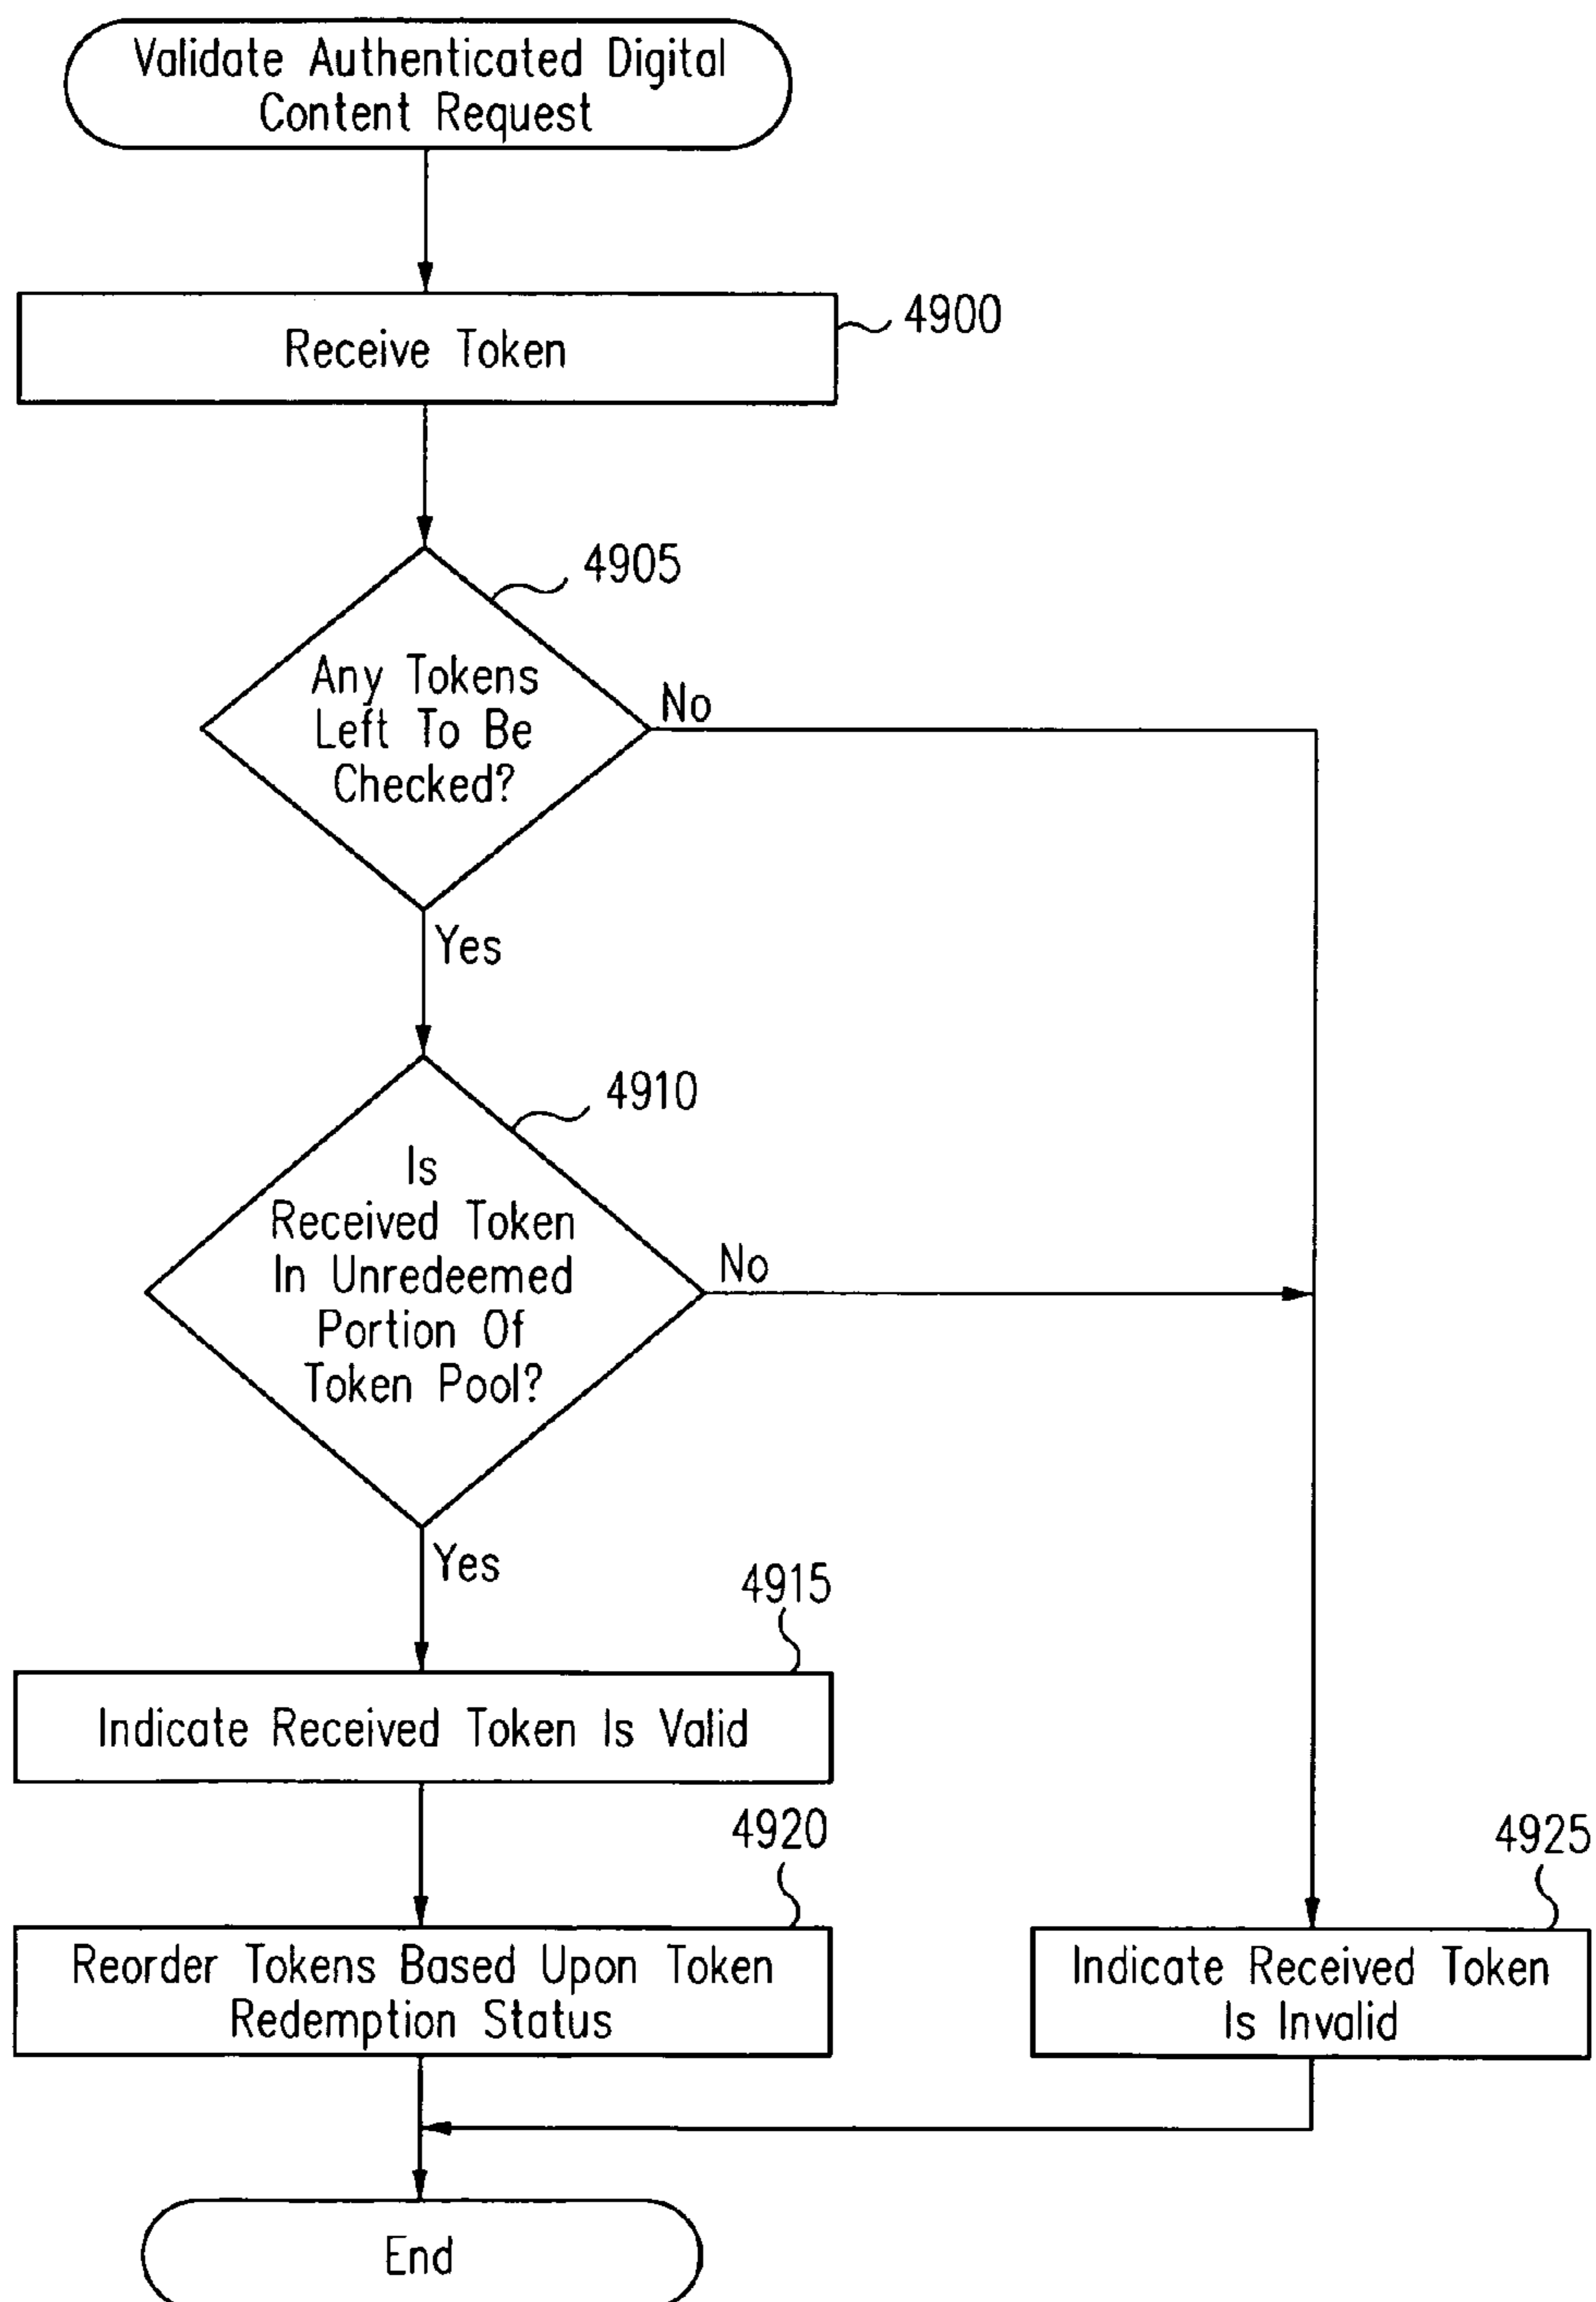 Validate Authenticated Digital
Content Request
Receive Token
4900
4905
Any Tokens
Left To Be
Checked?
No
Yes
4910
Is
Received Token
In Unredeemed
Portion Of
Token Pool?
No
Yes
4915
Indicate Received Token Is Valid
4920
Reorder Tokens Based Upon Token
Redemption Status
4925
Indicate Received Token
Is Invalid
End